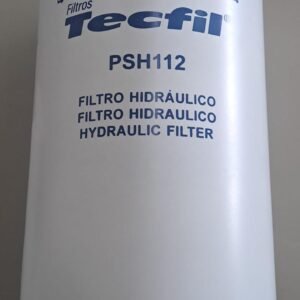 Filtros
Tecfil®
PSH112
FILTRO HIDRÁULICO
FILTRO HIDRAULICO
HYDRAULIC FILTER